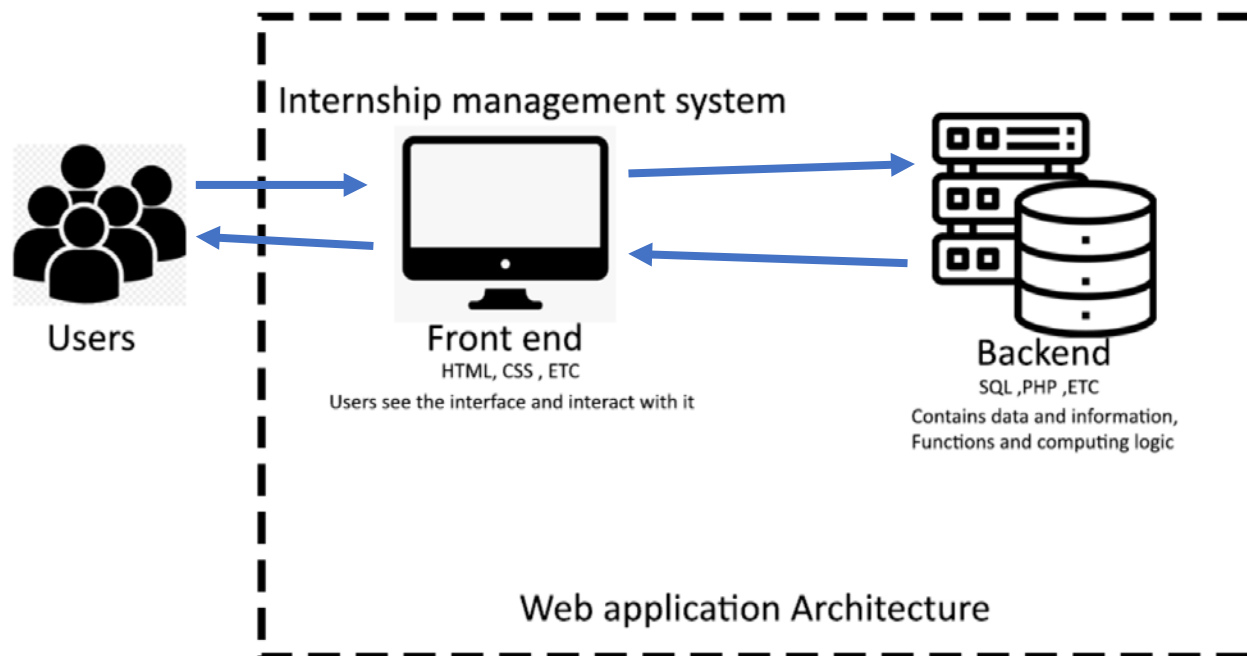 Internship management system
Users
Front end
HTML, CSS , ETC
Users see the interface and interact with it
Backend
SQL ,PHP ,ETC
Contains data and information,
Functions and computing logic
Web application Architecture